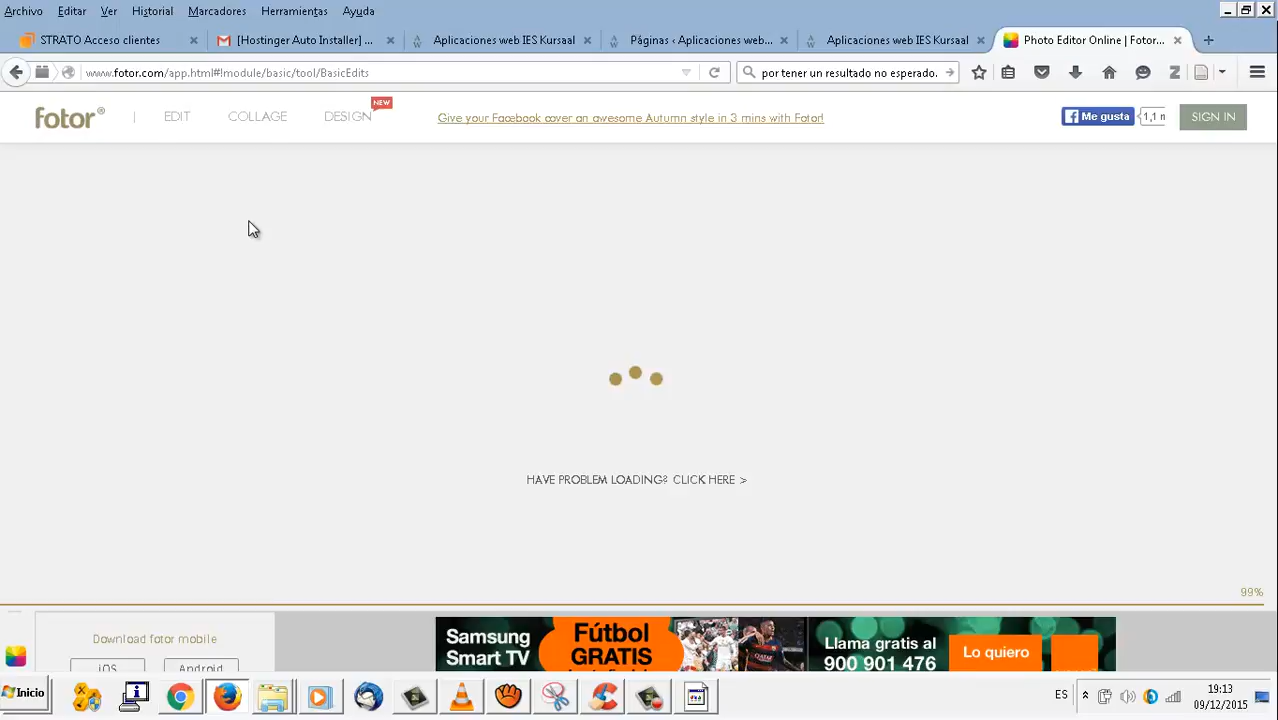 Archivo Editar Ver Historial Marcadores Herramientas Ayuda
STRATO Acceso clientes
[Hostinger Auto Installer] ...
Aplicaciones web IES Kursaal
Páginas ‹ Aplicaciones web...
Aplicaciones web IES Kursaal
Photo Editor Online | Fotor...
www.fotor.com/app.html#!module/basic/tool/BasicEdits
por tener un resultado no esperado.
fotor®
EDIT
COLLAGE
DESIGN
NEW
Give your Facebook cover an awesome Autumn style in 3 mins with Fotor!
Me gusta
1,1 m
SIGN IN
HAVE PROBLEM LOADING? CLICK HERE >
99%
Download fotor mobile
iOS
Android
Samsung
Smart TV
Fútbol
GRATIS
Llama gratis al
900 901 476
Lo quiero
Inicio
ES
19:13
09/12/2015